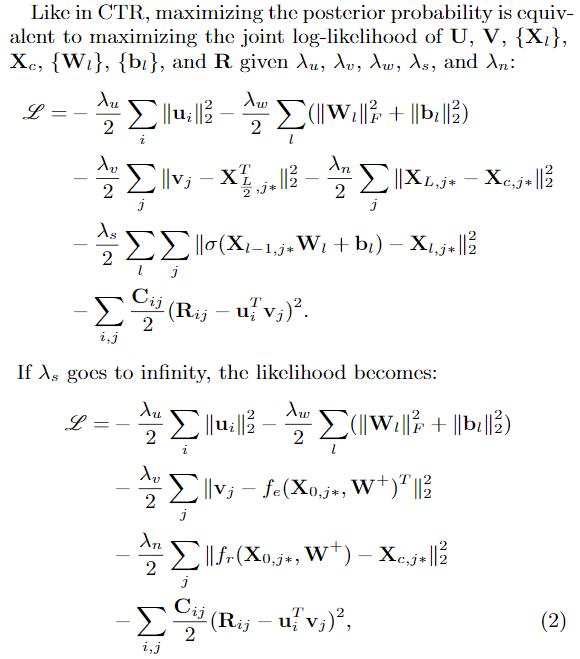 Like in CTR, maximizing the posterior probability is equiv-
alent to maximizing the joint log-likelihood of U, V, {X_l},
X_c, {W_l}, {b_l}, and R given λ_u, λ_v, λ_w, λ_s, and λ_n:
ℒ = − λ_u/2 ∑_i ‖u_i‖_2^2 − λ_w/2 ∑_l (‖W_l‖_F^2 + ‖b_l‖_2^2)
− λ_v/2 ∑_j ‖v_j − X_{L/2,j*}^T‖_2^2 − λ_n/2 ∑_j ‖X_{L,j*} − X_{c,j*}‖_2^2
− λ_s/2 ∑_l ∑_j ‖σ(X_{l−1,j*}W_l + b_l) − X_{l,j*}‖_2^2
− ∑_{i,j} C_{ij}/2 (R_{ij} − u_i^T v_j)^2.
If λ_s goes to infinity, the likelihood becomes:
ℒ = − λ_u/2 ∑_i ‖u_i‖_2^2 − λ_w/2 ∑_l (‖W_l‖_F^2 + ‖b_l‖_2^2)
− λ_v/2 ∑_j ‖v_j − f_e(X_{0,j*}, W^+)^T‖_2^2
− λ_n/2 ∑_j ‖f_r(X_{0,j*}, W^+) − X_{c,j*}‖_2^2
− ∑_{i,j} C_{ij}/2 (R_{ij} − u_i^T v_j)^2, (2)